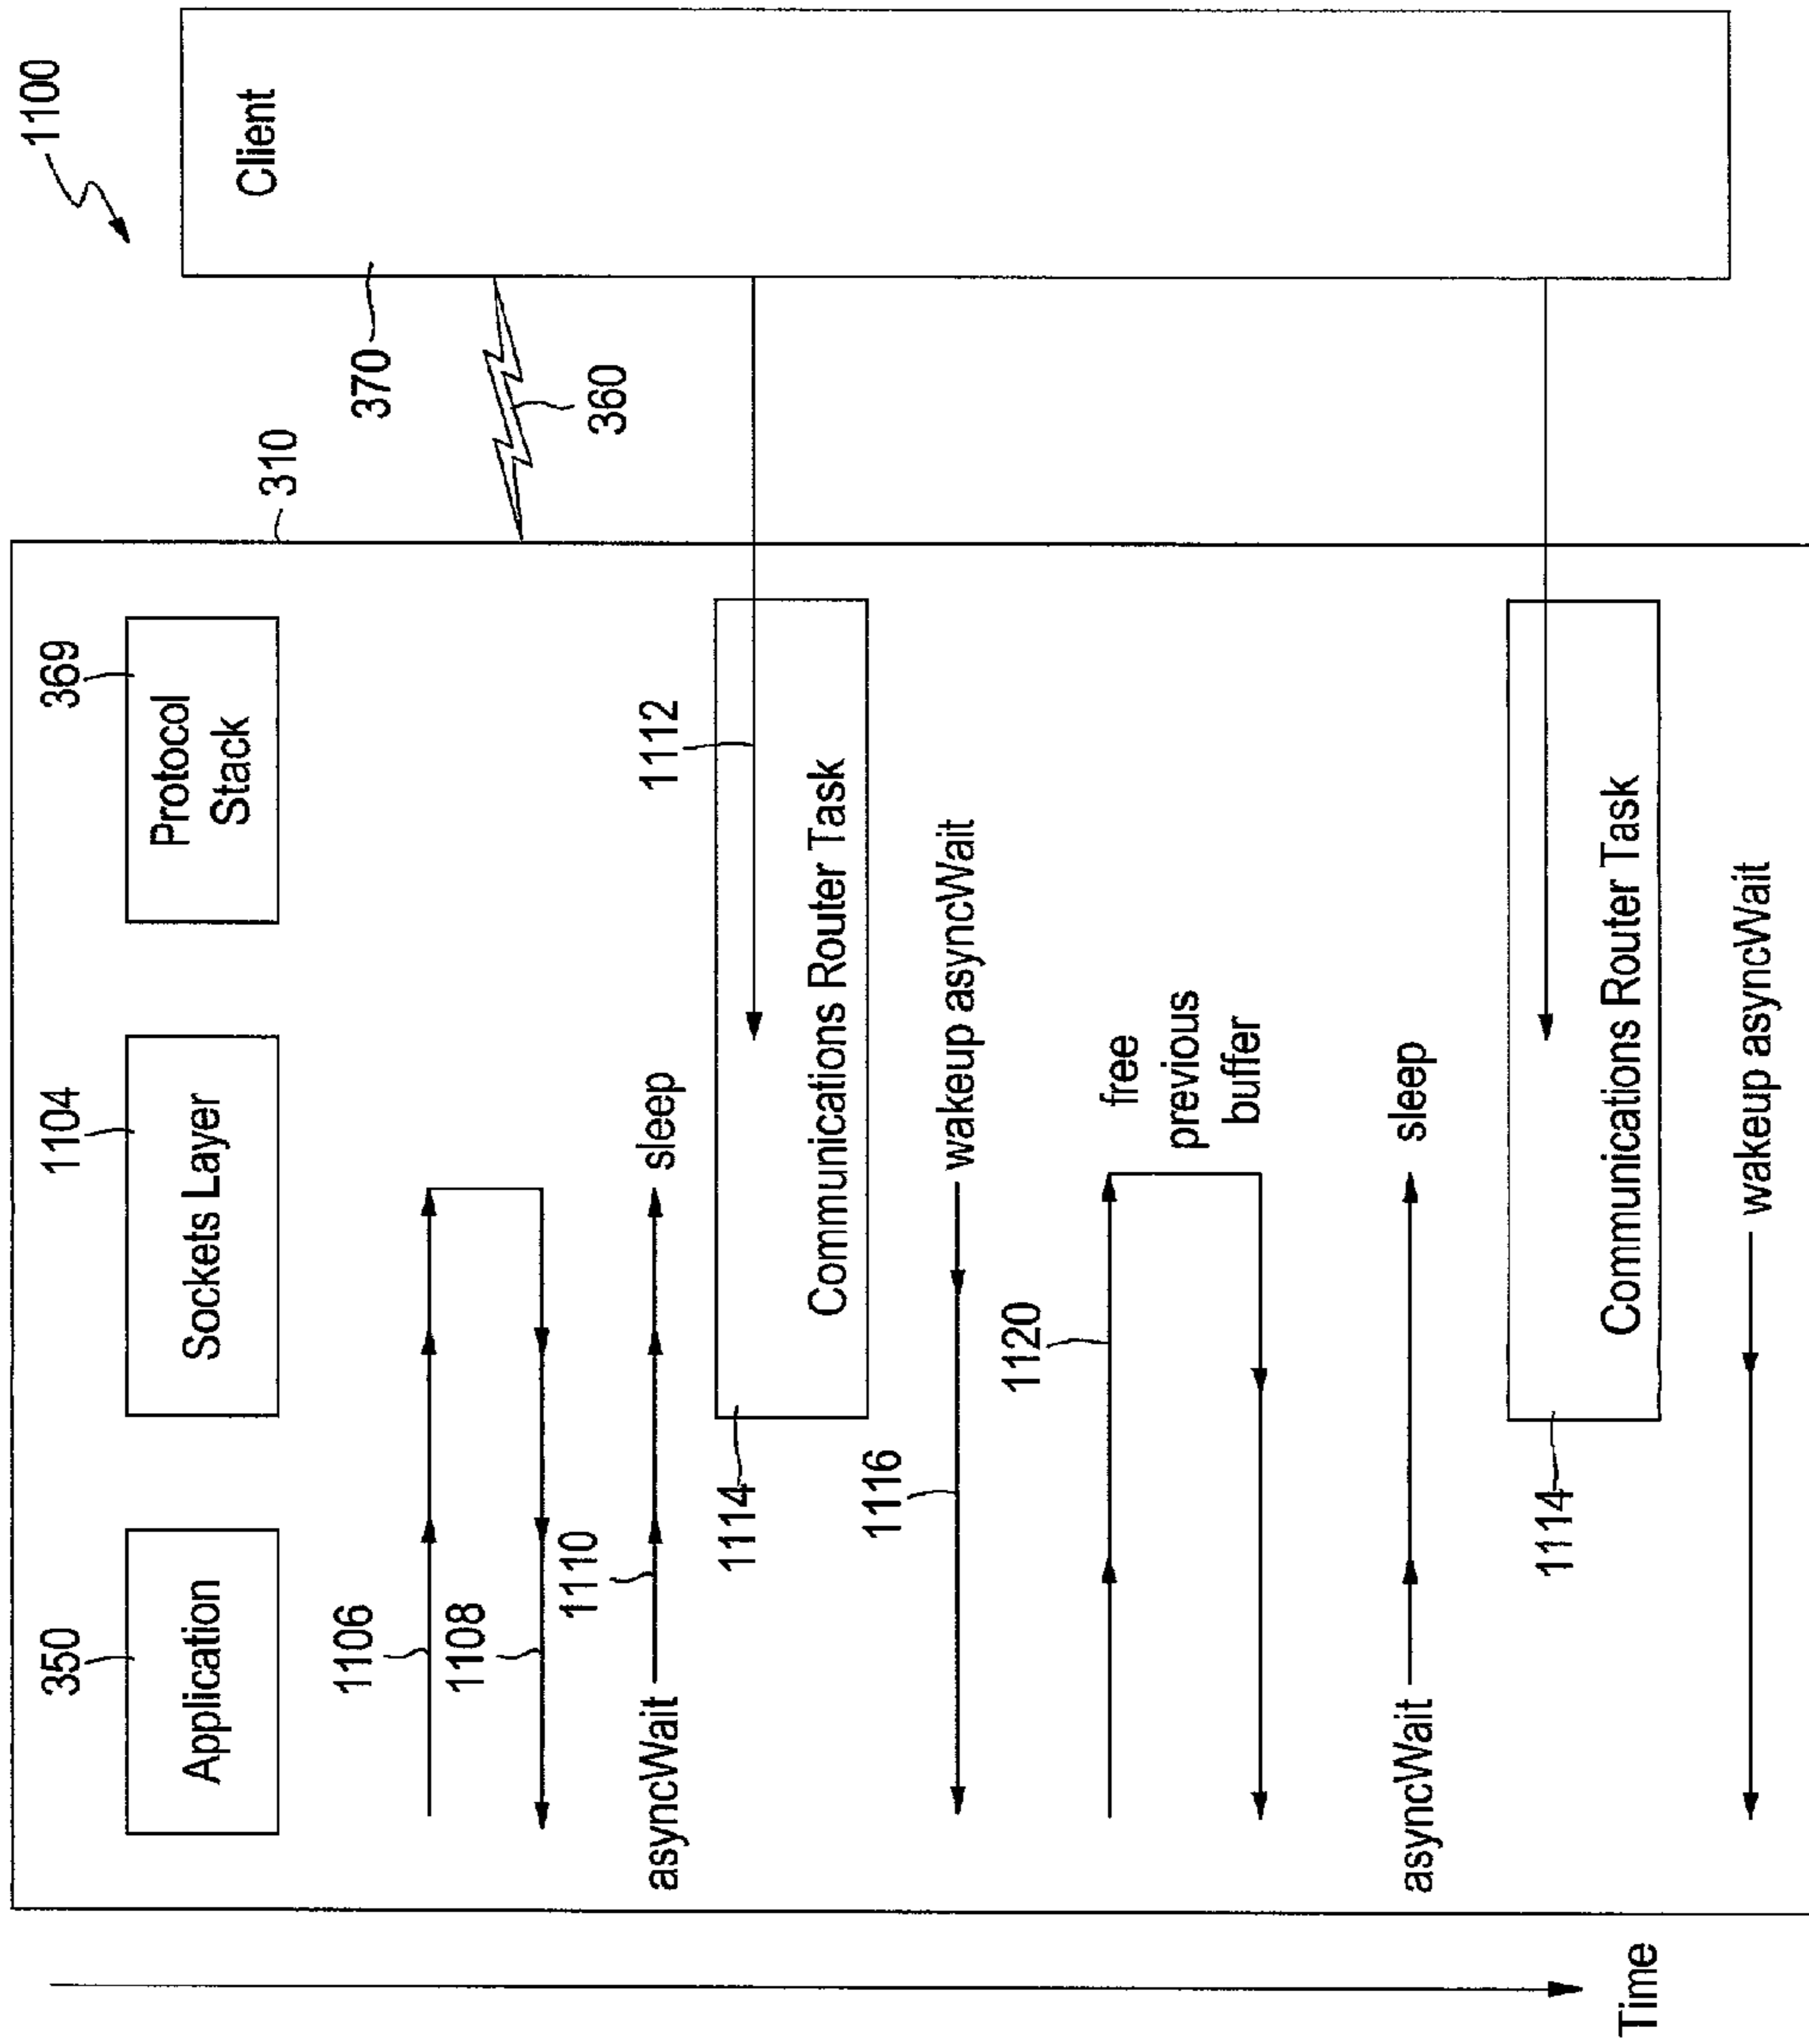 1100
310
350
1104
369
Application
Sockets Layer
Protocol
Stack
Client
370
360
1106
1108
1110
asyncWait
sleep
1112
1114
Communications Router Task
1116
wakeup asyncWait
1120
free
previous
buffer
asyncWait
sleep
1114
Communications Router Task
wakeup asyncWait
Time